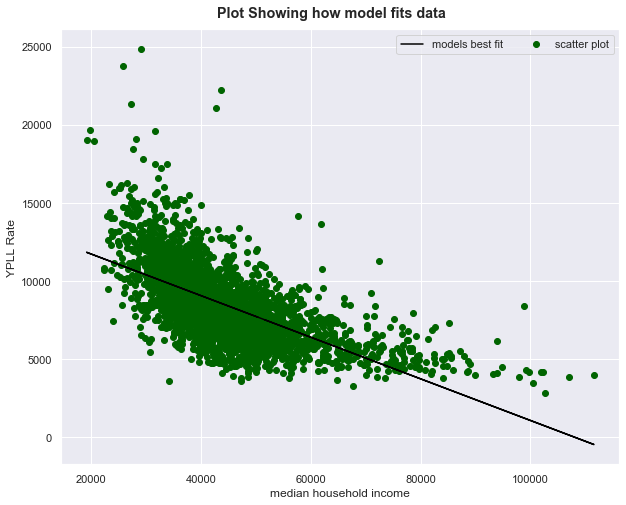 Plot Showing how model fits data
models best fit
scatter plot
25000
20000
15000
10000
5000
0
YPLL Rate
20000
40000
60000
80000
100000
median household income